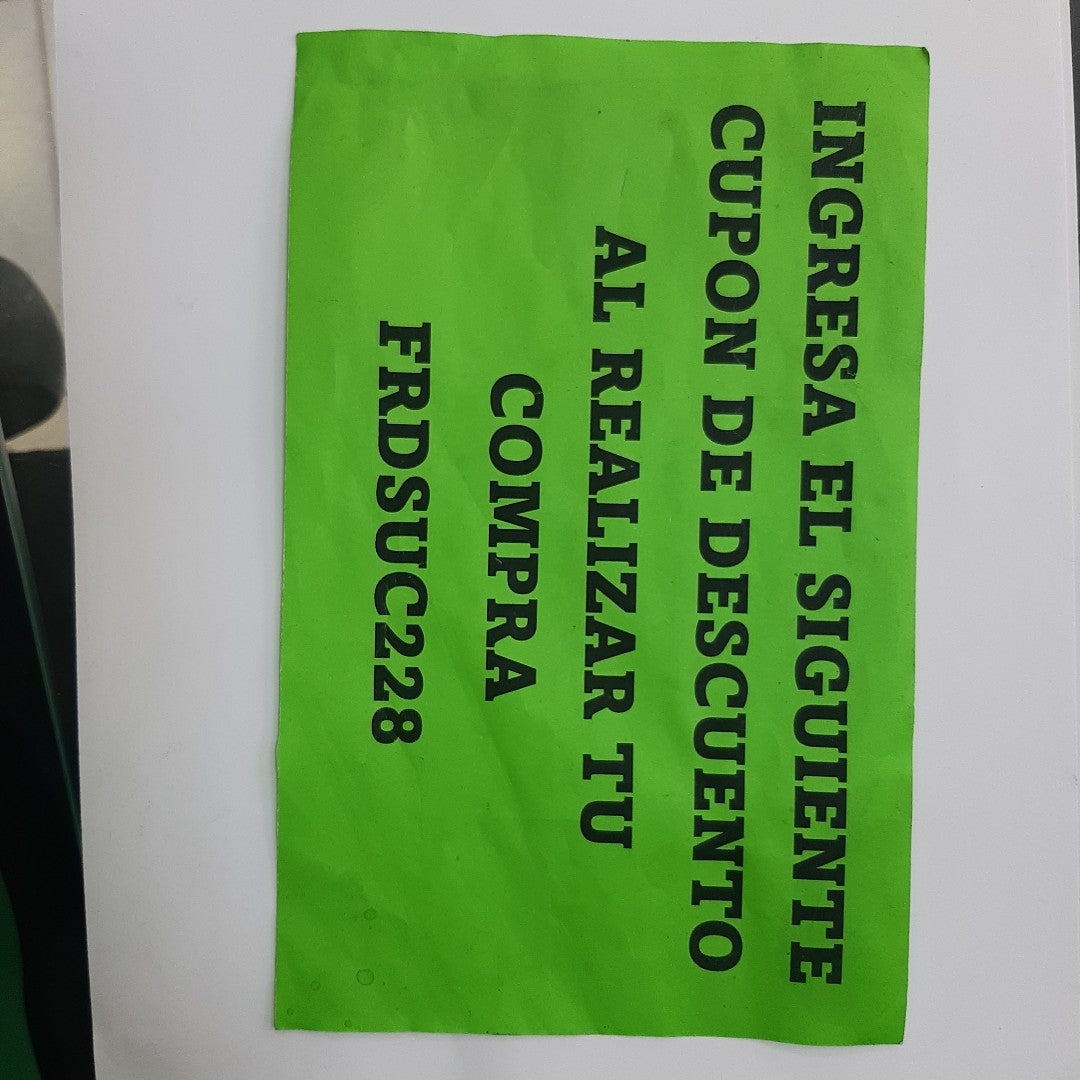 INGRESA EL SIGUIENTE
CUPON DE DESCUENTO
AL REALIZAR TU
COMPRA
FRDSUC228